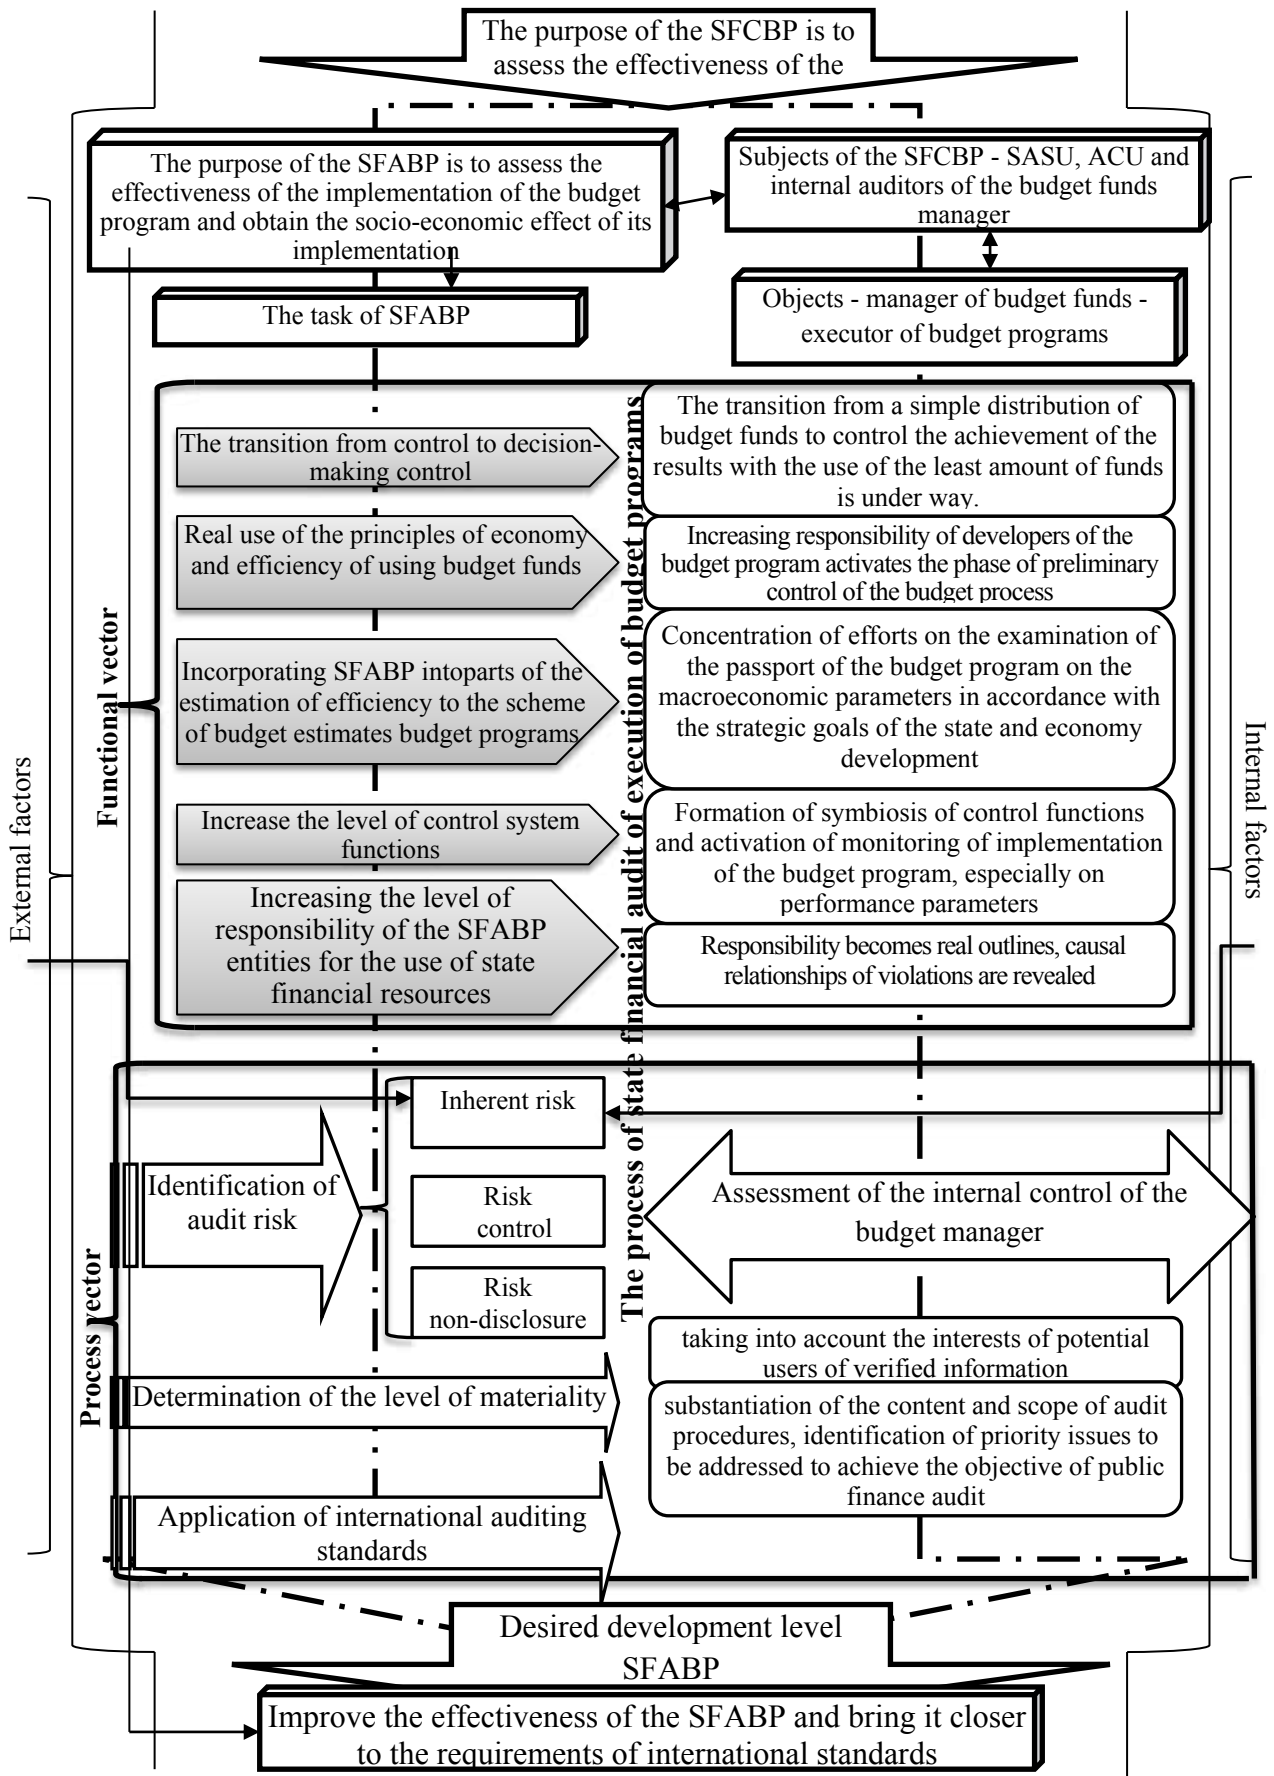 The purpose of the SFCBP is to
assess the effectiveness of the
The purpose of the SFABP is to assess the
effectiveness of the implementation of the budget
program and obtain the socio-economic effect of its
implementation
Subjects of the SFCBP - SASU, ACU and
internal auditors of the budget funds
manager
The task of SFABP
Objects - manager of budget funds -
executor of budget programs
External factors
Functional vector
The transition from control to decision-
making control
Real use of the principles of economy
and efficiency of using budget funds
Incorporating SFABP intoparts of the
estimation of efficiency to the scheme
of budget estimates budget programs
Increase the level of control system
functions
Increasing the level of
responsibility of the SFABP
entities for the use of state
financial resources
The process of state financial audit of execution of budget programs
The transition from a simple distribution of
budget funds to control the achievement of the
results with the use of the least amount of funds
is under way.
Increasing responsibility of developers of the
budget program activates the phase of preliminary
control of the budget process
Concentration of efforts on the examination of
the passport of the budget program on the
macroeconomic parameters in accordance with
the strategic goals of the state and economy
development
Formation of symbiosis of control functions
and activation of monitoring of implementation
of the budget program, especially on
performance parameters
Responsibility becomes real outlines, causal
relationships of violations are revealed
Internal factors
Process vector
Identification of
audit risk
Inherent risk
Risk
control
Risk
non-disclosure
Assessment of the internal control of the
budget manager
Determination of the level of materiality
taking into account the interests of potential
users of verified information
substantiation of the content and scope of audit
procedures, identification of priority issues to
be addressed to achieve the objective of public
finance audit
Application of international auditing
standards
Desired development level
SFABP
Improve the effectiveness of the SFABP and bring it closer
to the requirements of international standards